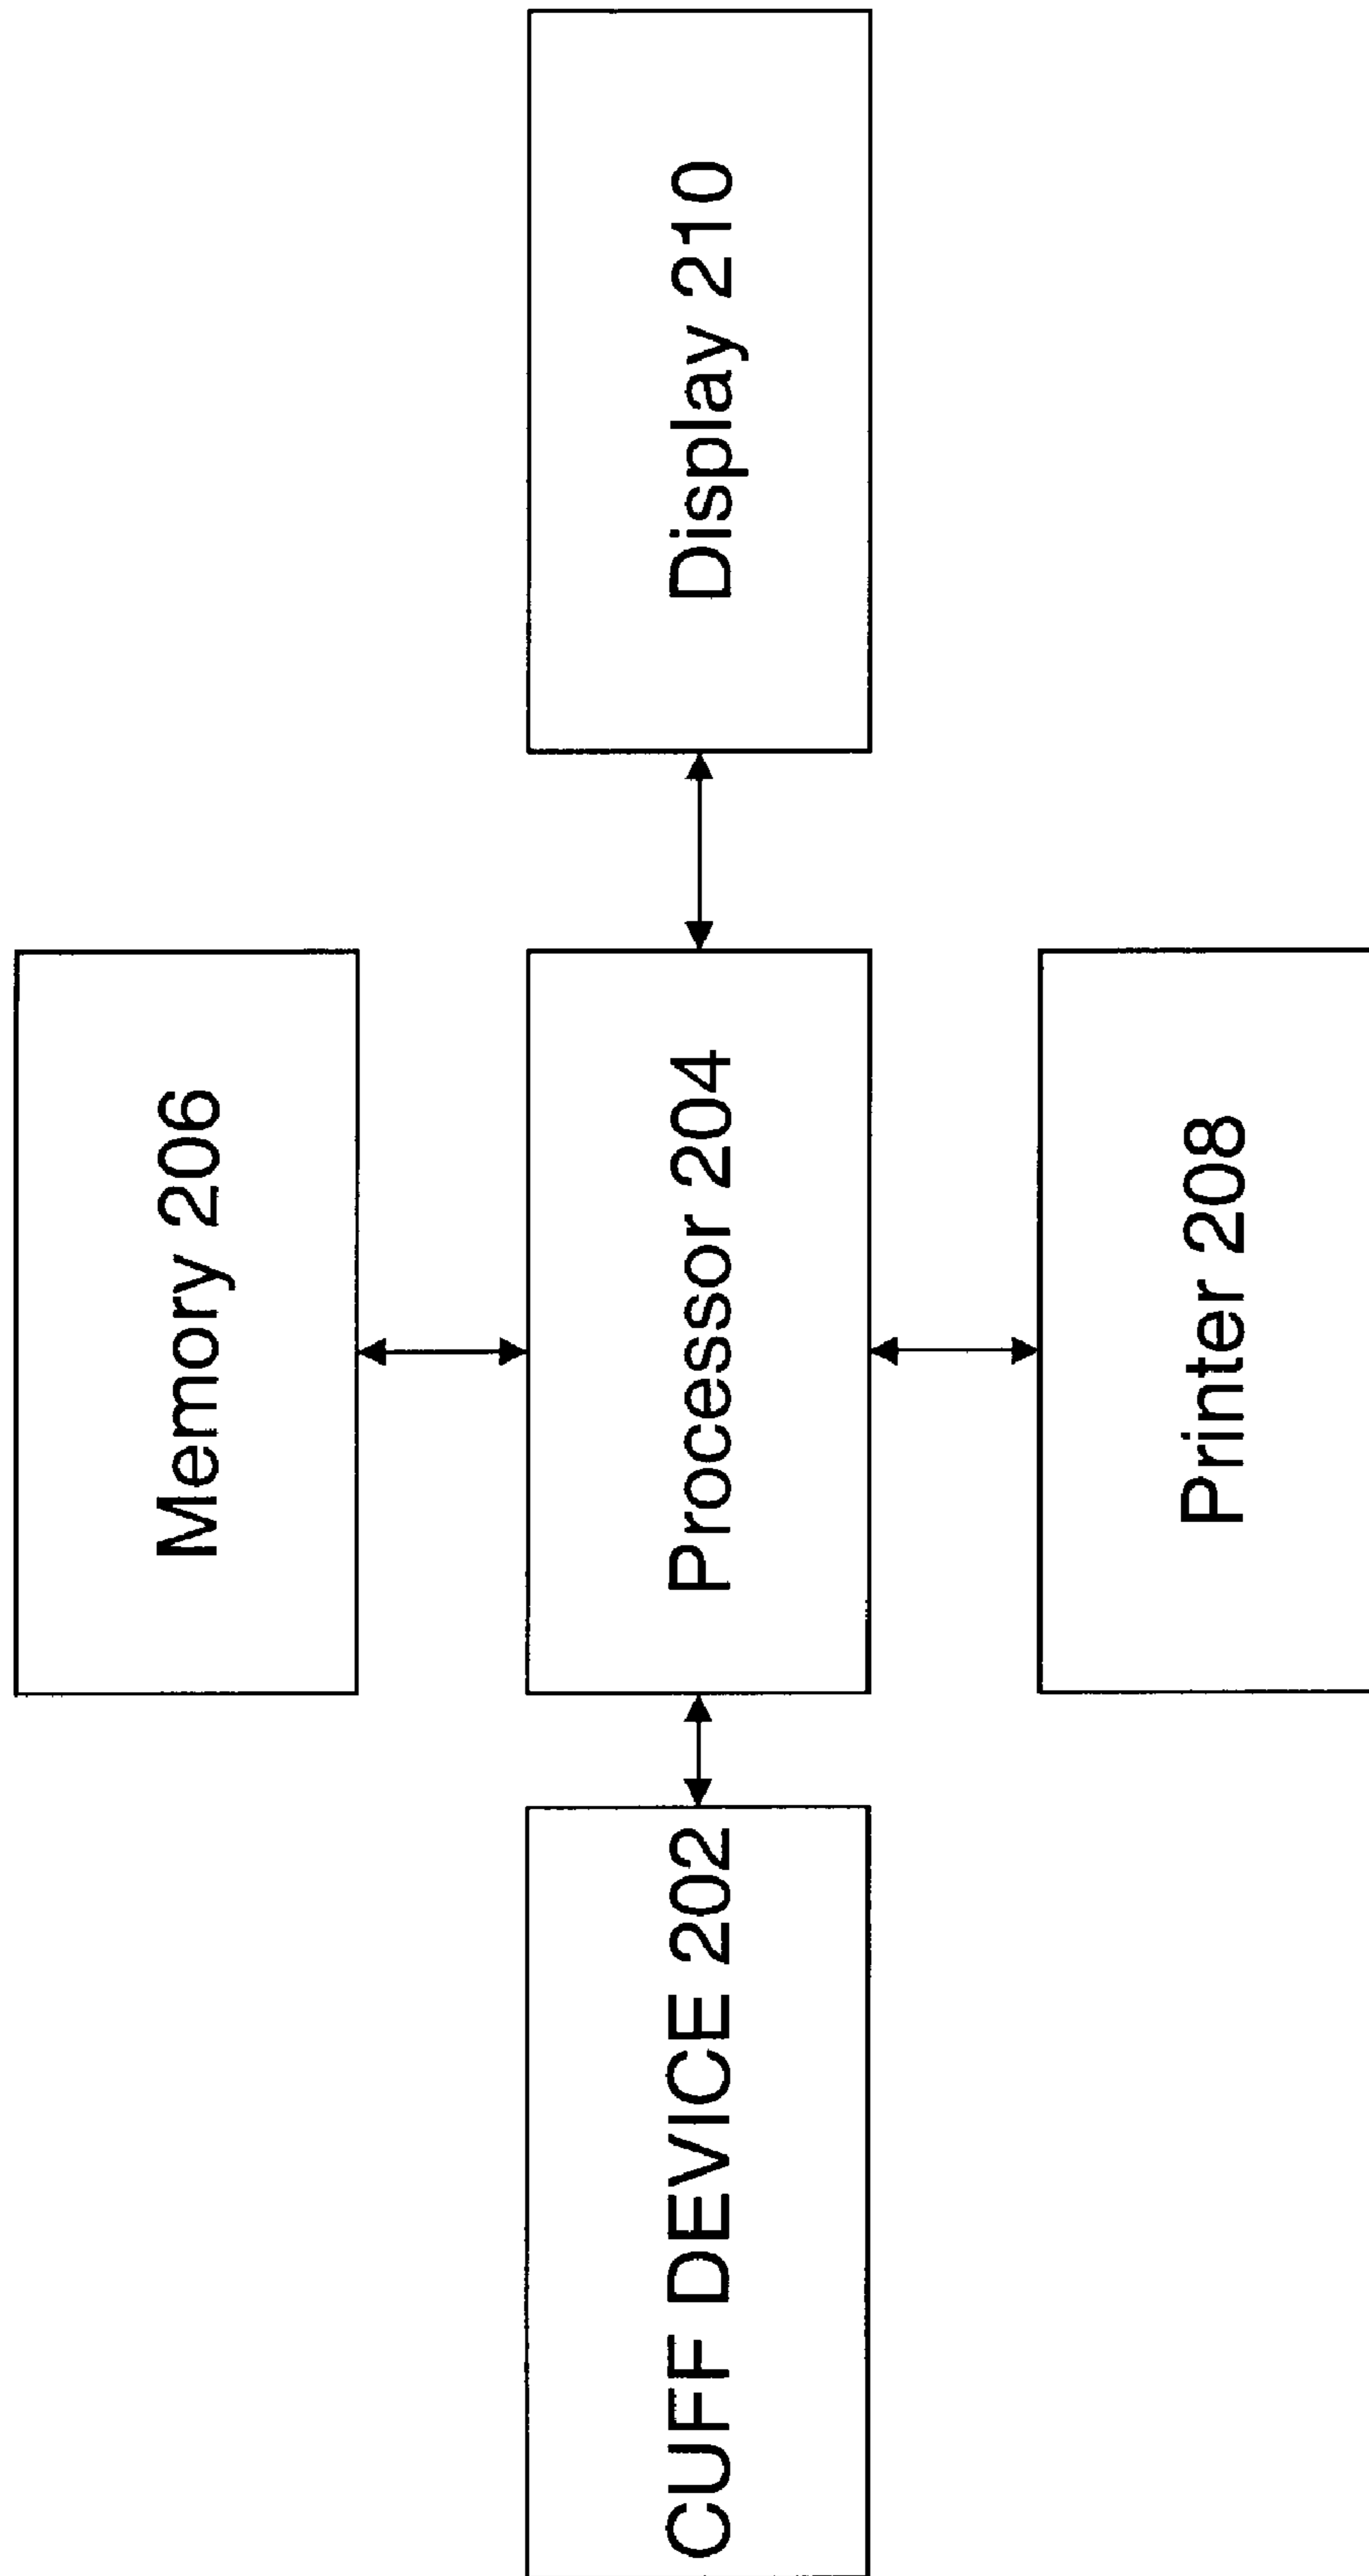 Memory 206
CUFF DEVICE 202
Processor 204
Display 210
Printer 208